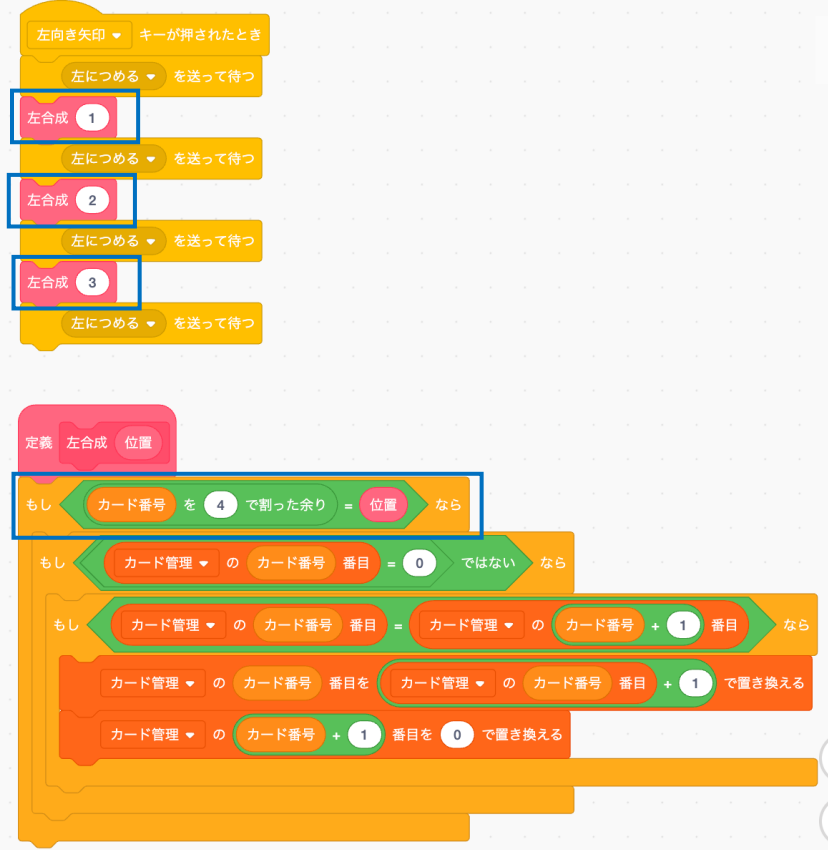 左向き矢印 キーが押されたとき
左につめる を送って待つ
左合成 1
左につめる を送って待つ
左合成 2
左につめる を送って待つ
左合成 3
左につめる を送って待つ
定義 左合成 位置
もし カード番号 を 4 で割った余り = 位置 なら
もし カード管理 の カード番号 番目 = 0 ではない なら
もし カード管理 の カード番号 番目 = カード管理 の カード番号 + 1 番目 なら
カード管理 の カード番号 番目を カード管理 の カード番号 番目 + 1 で置き換える
カード管理 の カード番号 + 1 番目を 0 で置き換える